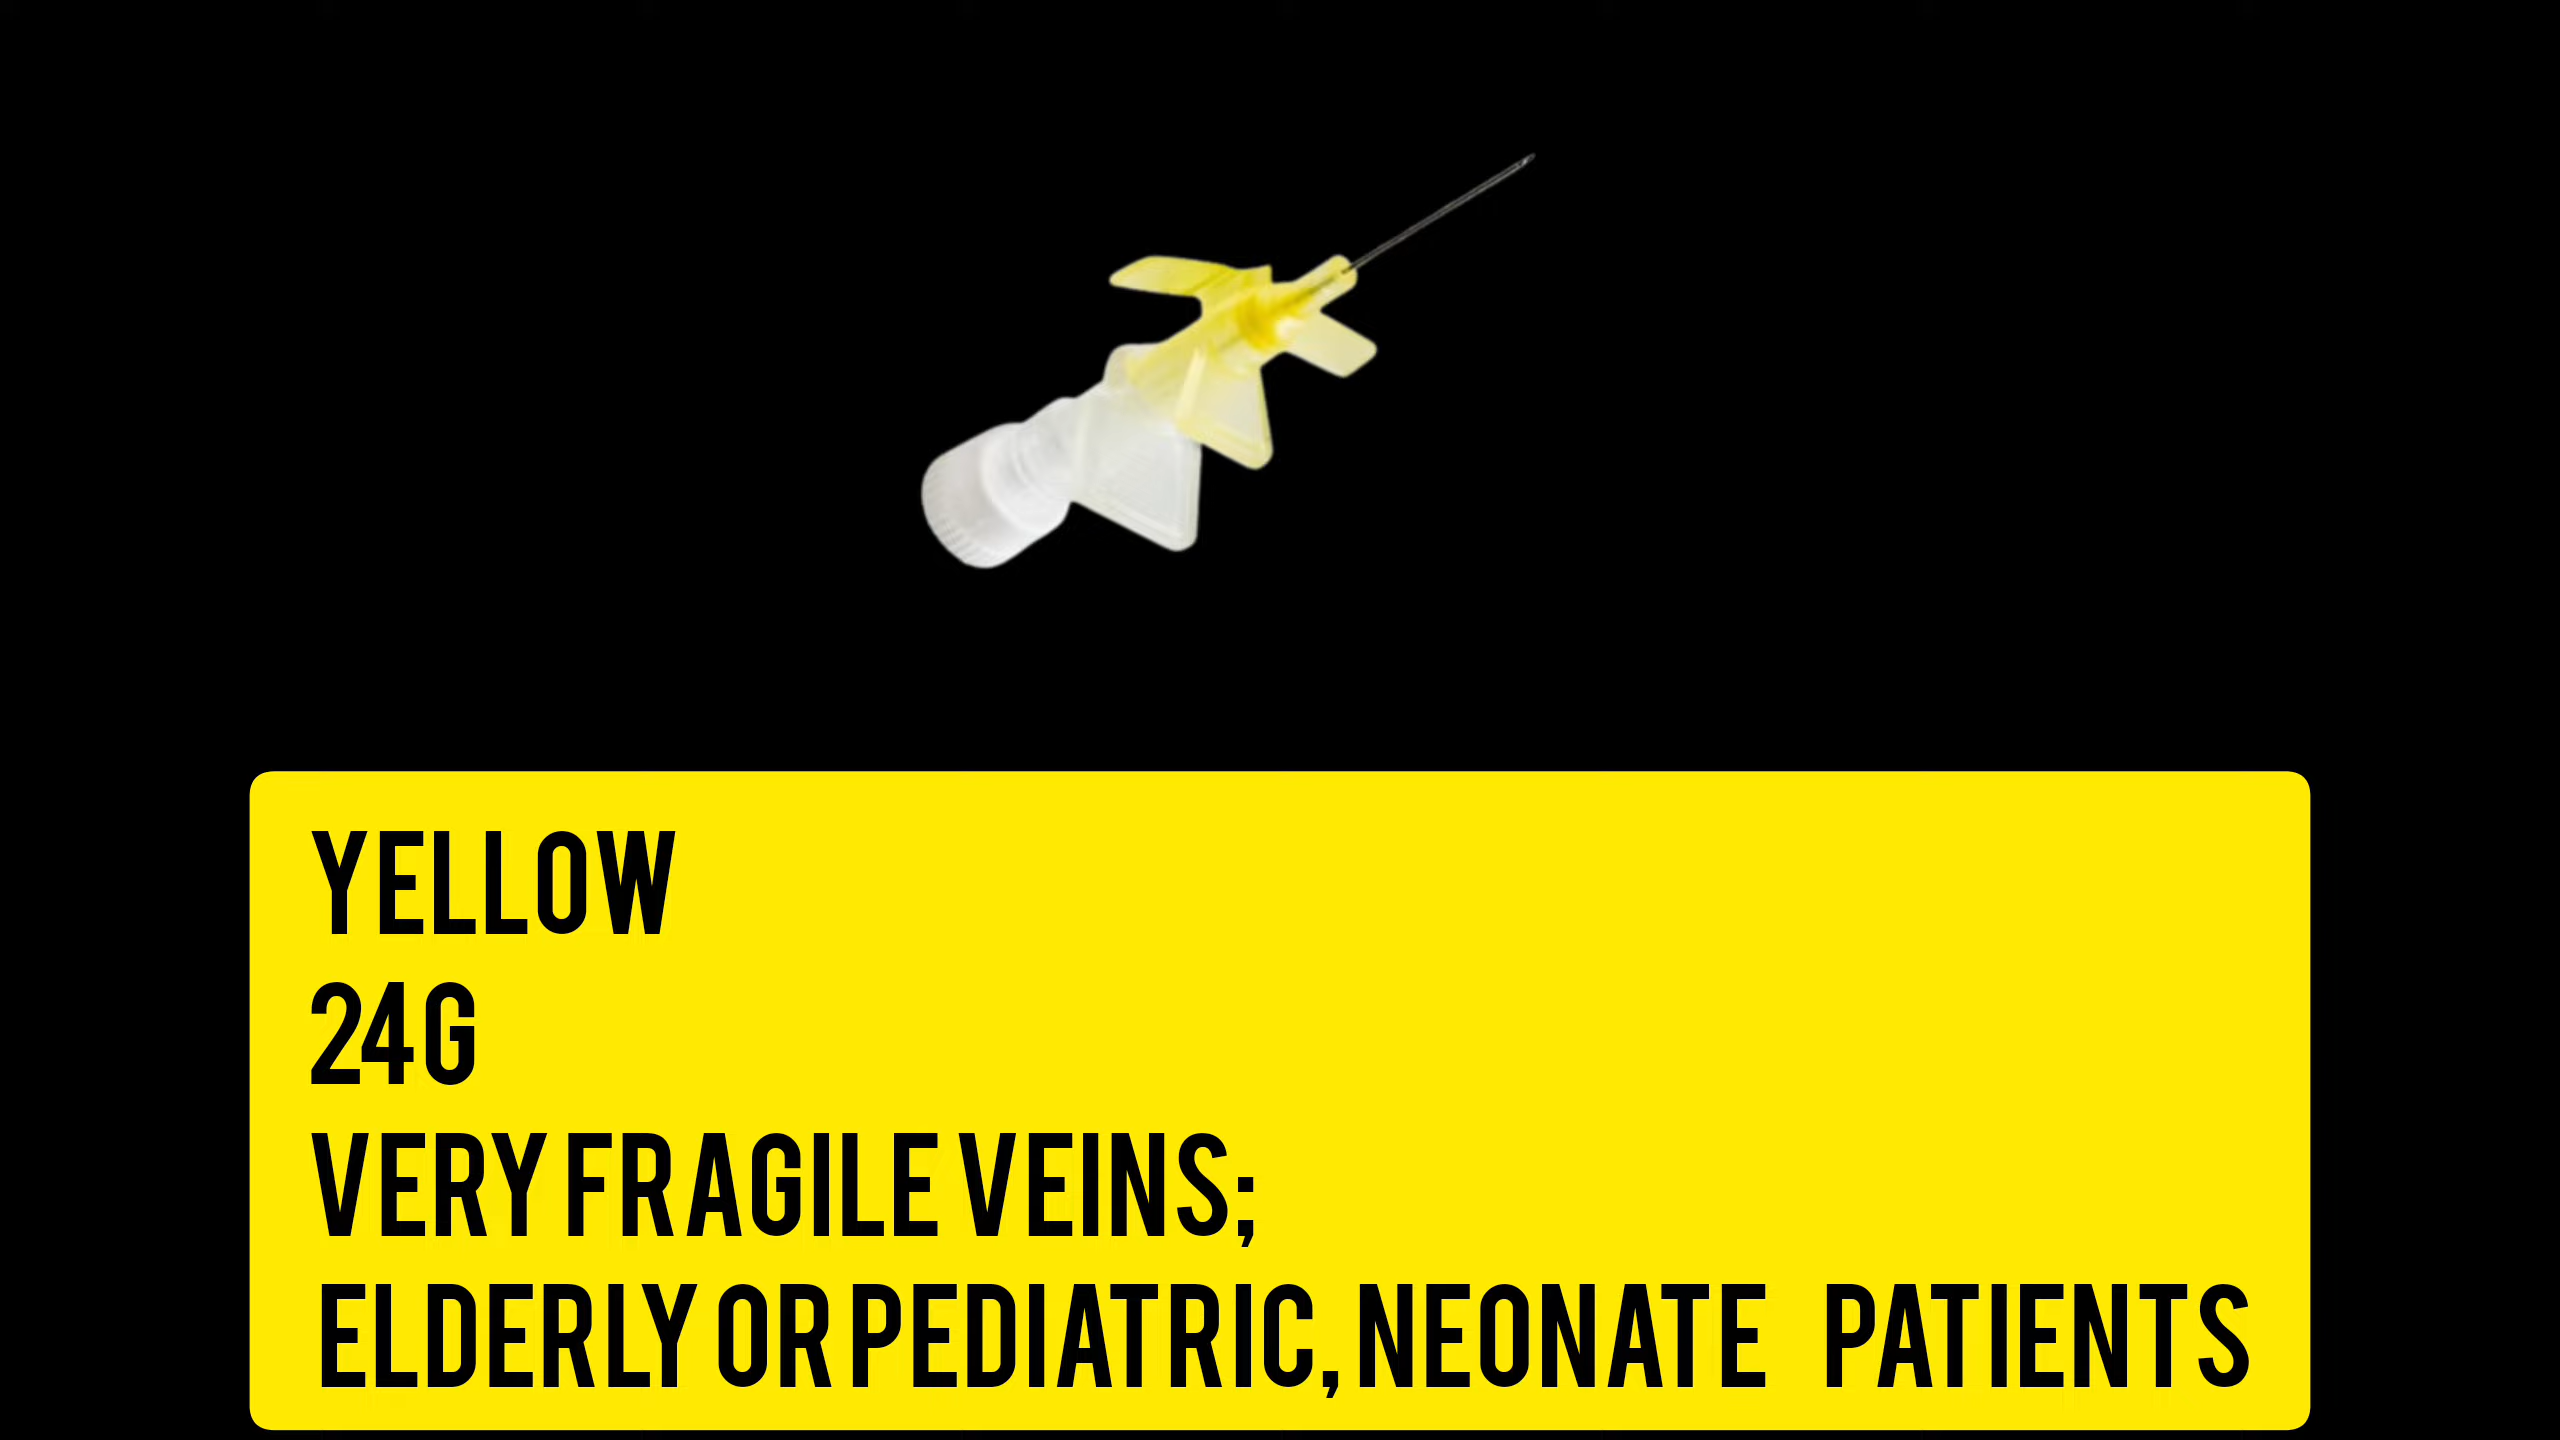 YELLOW
24G
VERY FRAGILE VEINS;
ELDERLY OR PEDIATRIC, NEONATE PATIENTS